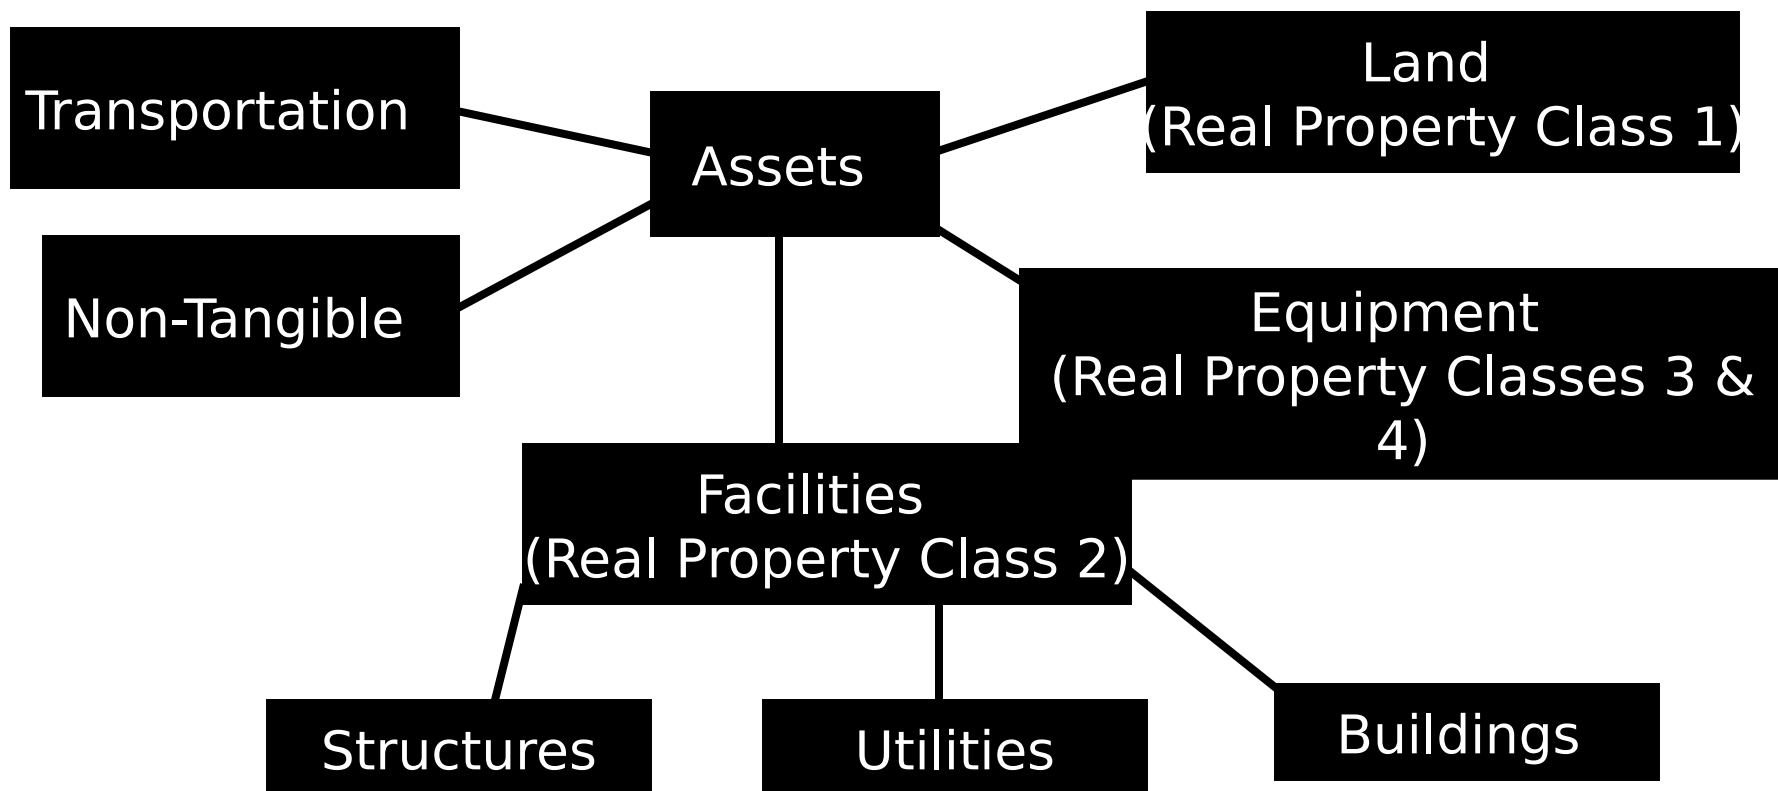 Transportation
Assets
Land
(Real Property Class 1)
Non-Tangible
Equipment
(Real Property Classes 3 &
4)
Facilities
(Real Property Class 2)
Structures
Utilities
Buildings